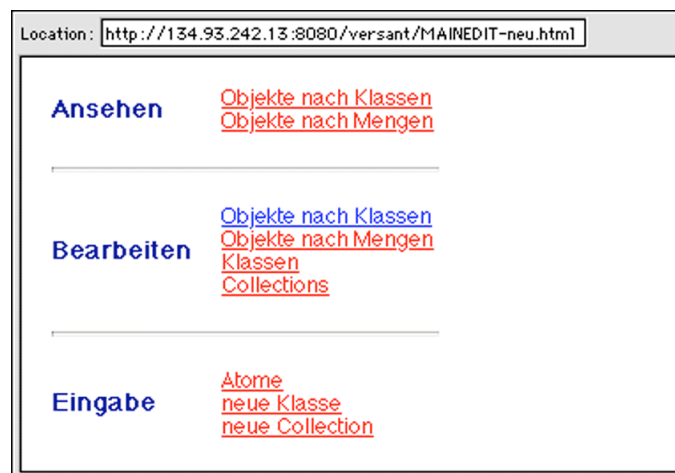 Location: http://134.93.242.13:8080/versant/MAINEDIT-neu.html
Ansehen
Objekte nach Klassen
Objekte nach Mengen
Bearbeiten
Objekte nach Klassen
Objekte nach Mengen
Klassen
Collections
Eingabe
Atome
neue Klasse
neue Collection